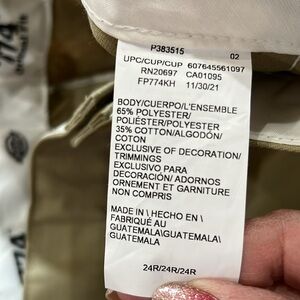 P383515 02
UPC/CUP/CUP 607645561097
RN20697 CA01095
FP774KH 11/30/21
BODY/CUERPO/L'ENSEMBLE
65% POLYESTER/
POLIÉSTER/POLYESTER
35% COTTON/ALGODÓN/
COTON
EXCLUSIVE OF DECORATION/
TRIMMINGS
EXCLUSIVO PARA
DECORACIÓN/ ADORNOS
ORNEMENT ET GARNITURE
NON COMPRIS
MADE IN \ HECHO EN \
FABRIQUÉ AU
GUATEMALA\GUATEMALA\
GUATEMALA
24R/24R/24R
774
774